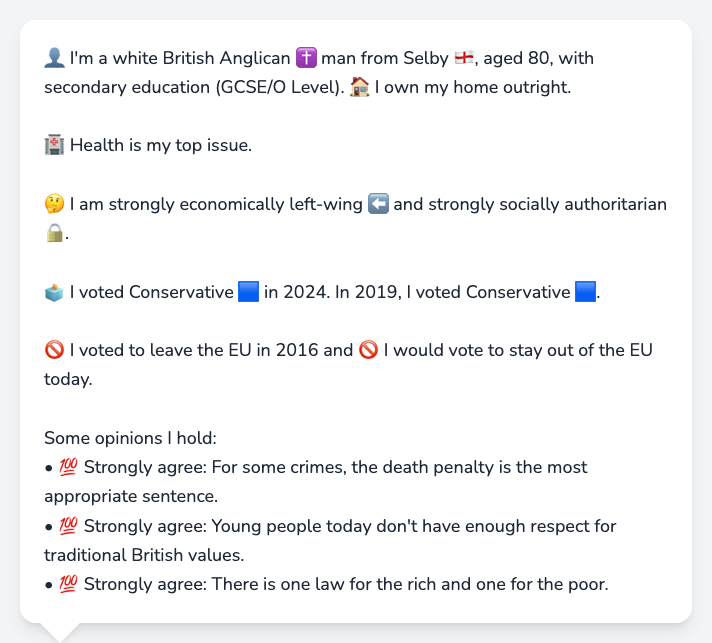 👤 I'm a white British Anglican ✝️ man from Selby 🏴󠁧󠁢󠁥󠁮󠁧󠁿, aged 80, with
secondary education (GCSE/O Level). 🏠 I own my home outright.
🏥 Health is my top issue.
🤔 I am strongly economically left-wing ⬅️ and strongly socially authoritarian
🔒.
🗳️ I voted Conservative 🟦 in 2024. In 2019, I voted Conservative 🟦.
🚫 I voted to leave the EU in 2016 and 🚫 I would vote to stay out of the EU
today.
Some opinions I hold:
• 💯 Strongly agree: For some crimes, the death penalty is the most
appropriate sentence.
• 💯 Strongly agree: Young people today don't have enough respect for
traditional British values.
• 💯 Strongly agree: There is one law for the rich and one for the poor.